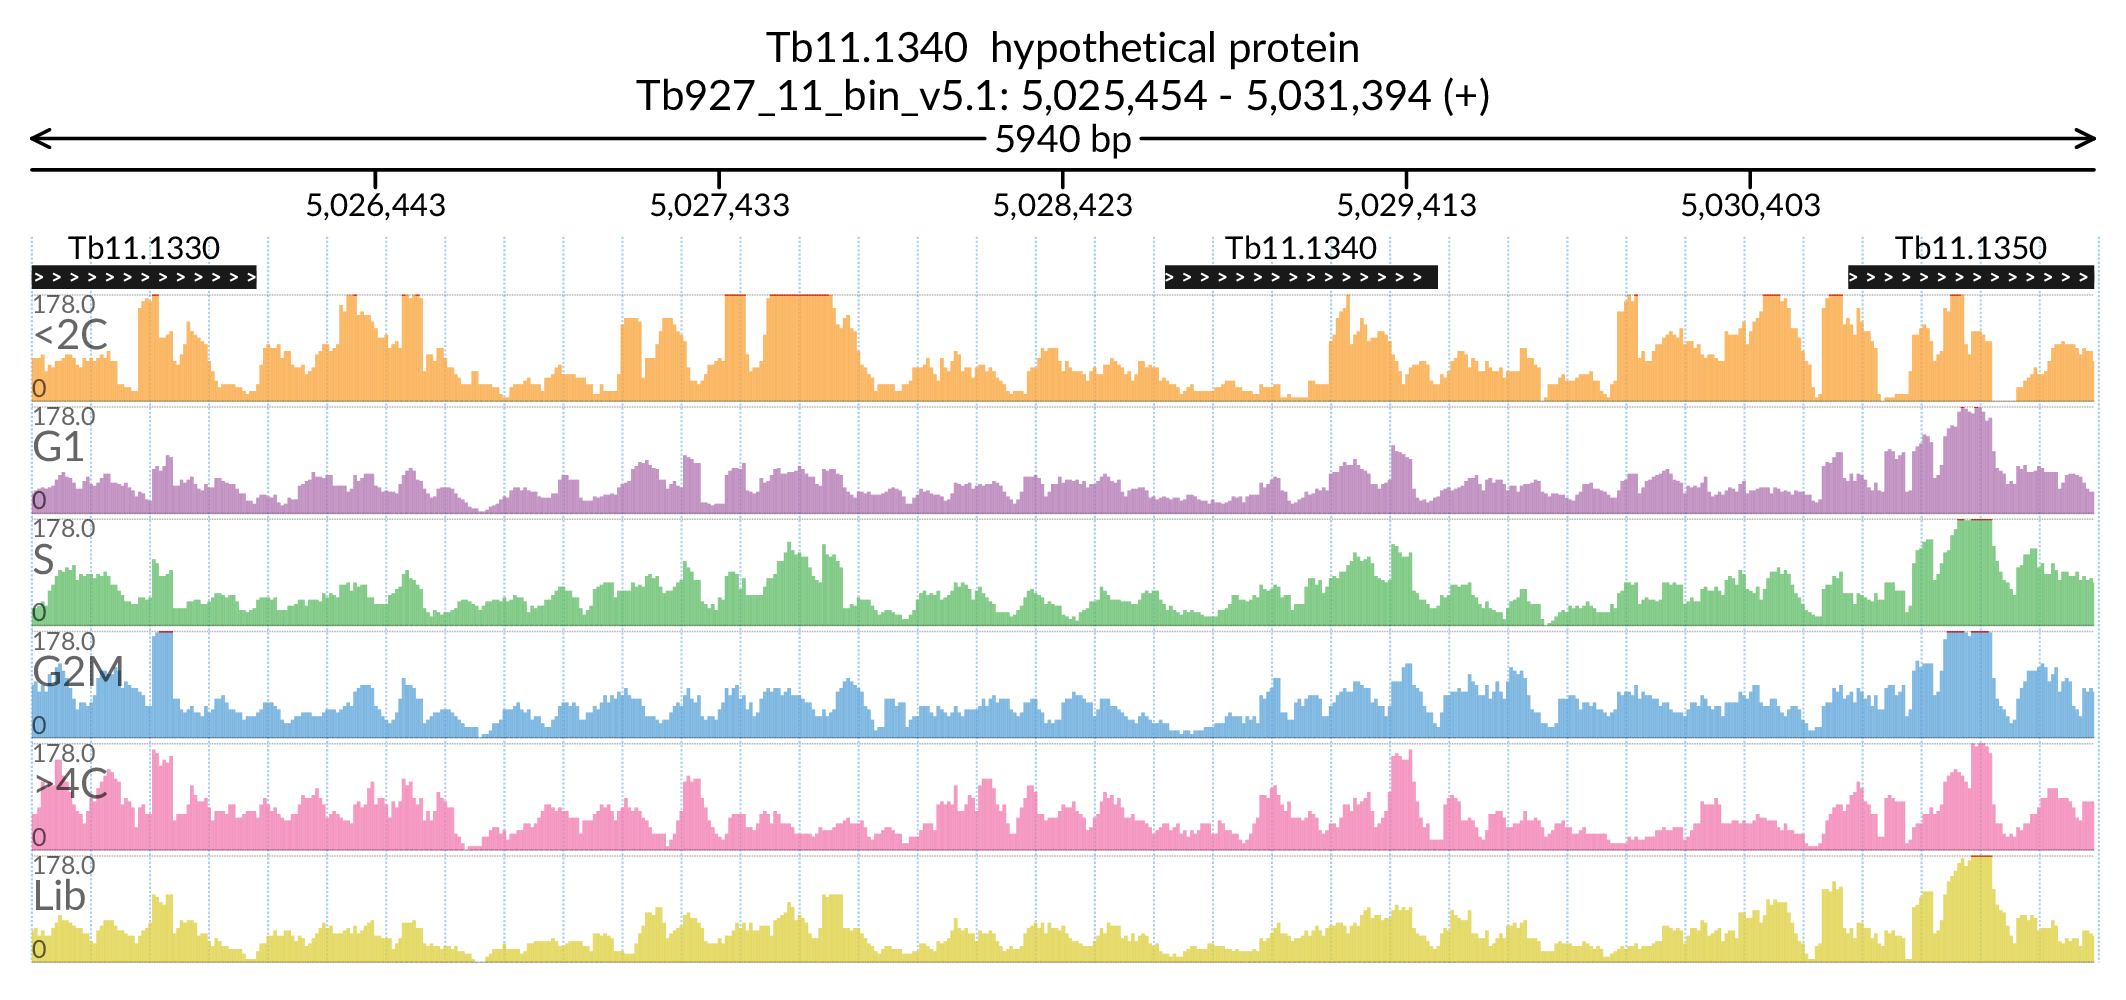 Tb11.1340  hypothetical protein
Tb927_11_bin_v5.1: 5,025,454 - 5,031,394 (+)
5940 bp
5,026,443 5,027,433 5,028,423 5,029,413 5,030,403
Tb11.1330 Tb11.1340 Tb11.1350
178.0
<2C
0
178.0
G1
0
178.0
S
0
178.0
G2M
0
178.0
>4C
0
178.0
Lib
0